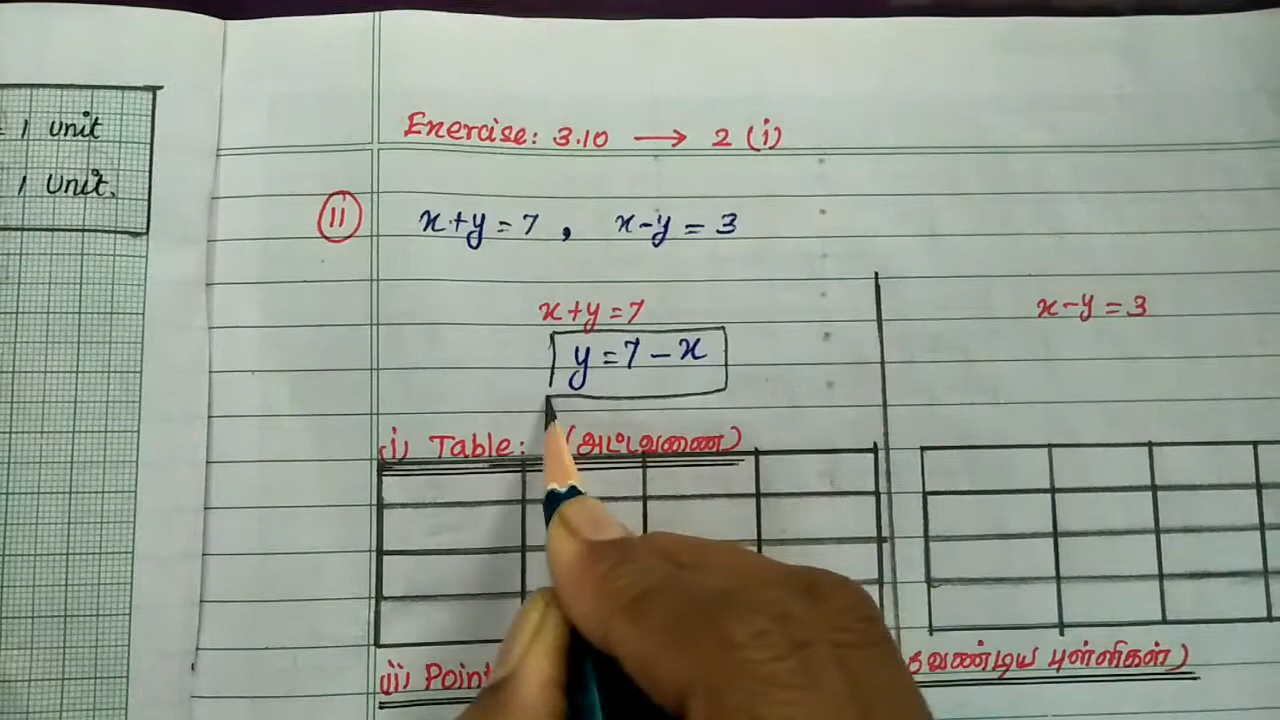 = 1 unit
1 unit.
Exercise: 3.10 → 2 (i)
(ii) x+y=7 , x-y=3
x+y=7
y=7-x
x-y=3
(i) Table: (அட்டவணை)
(ii) Point
வேண்டிய புள்ளிகள்)